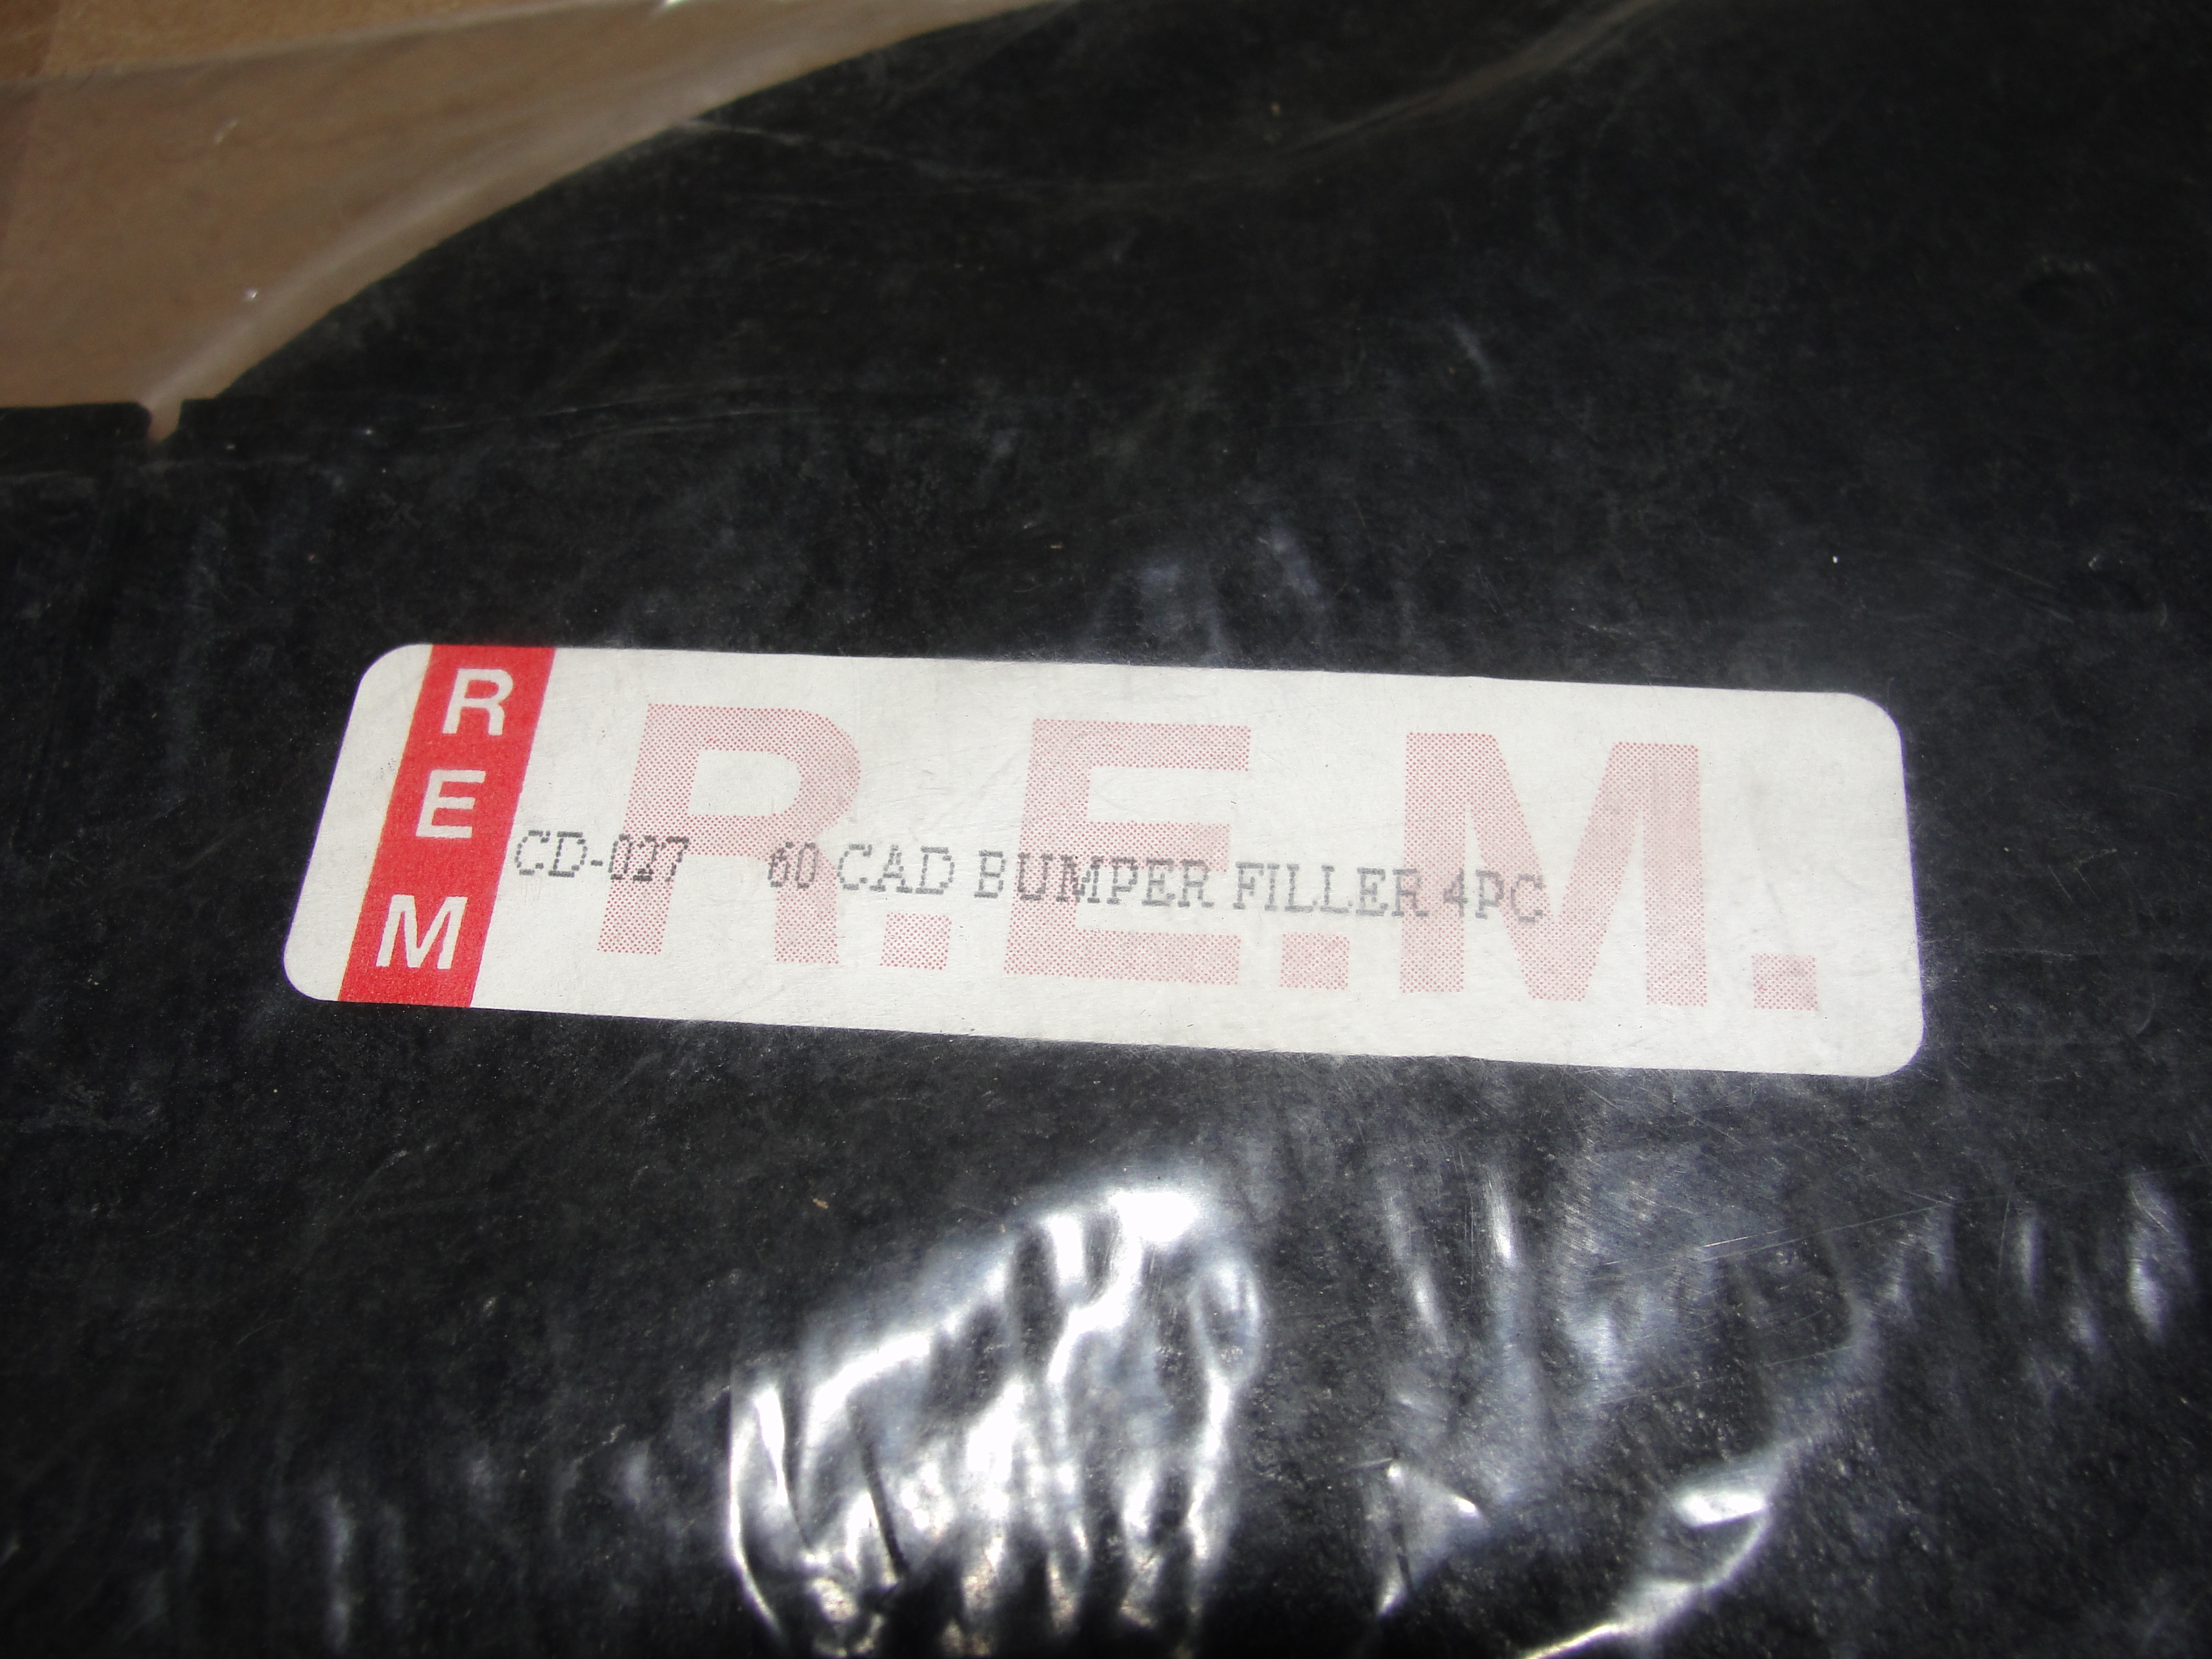 R
E
M
R.E.M.
CD-027 60 CAD BUMPER FILLER 4PC